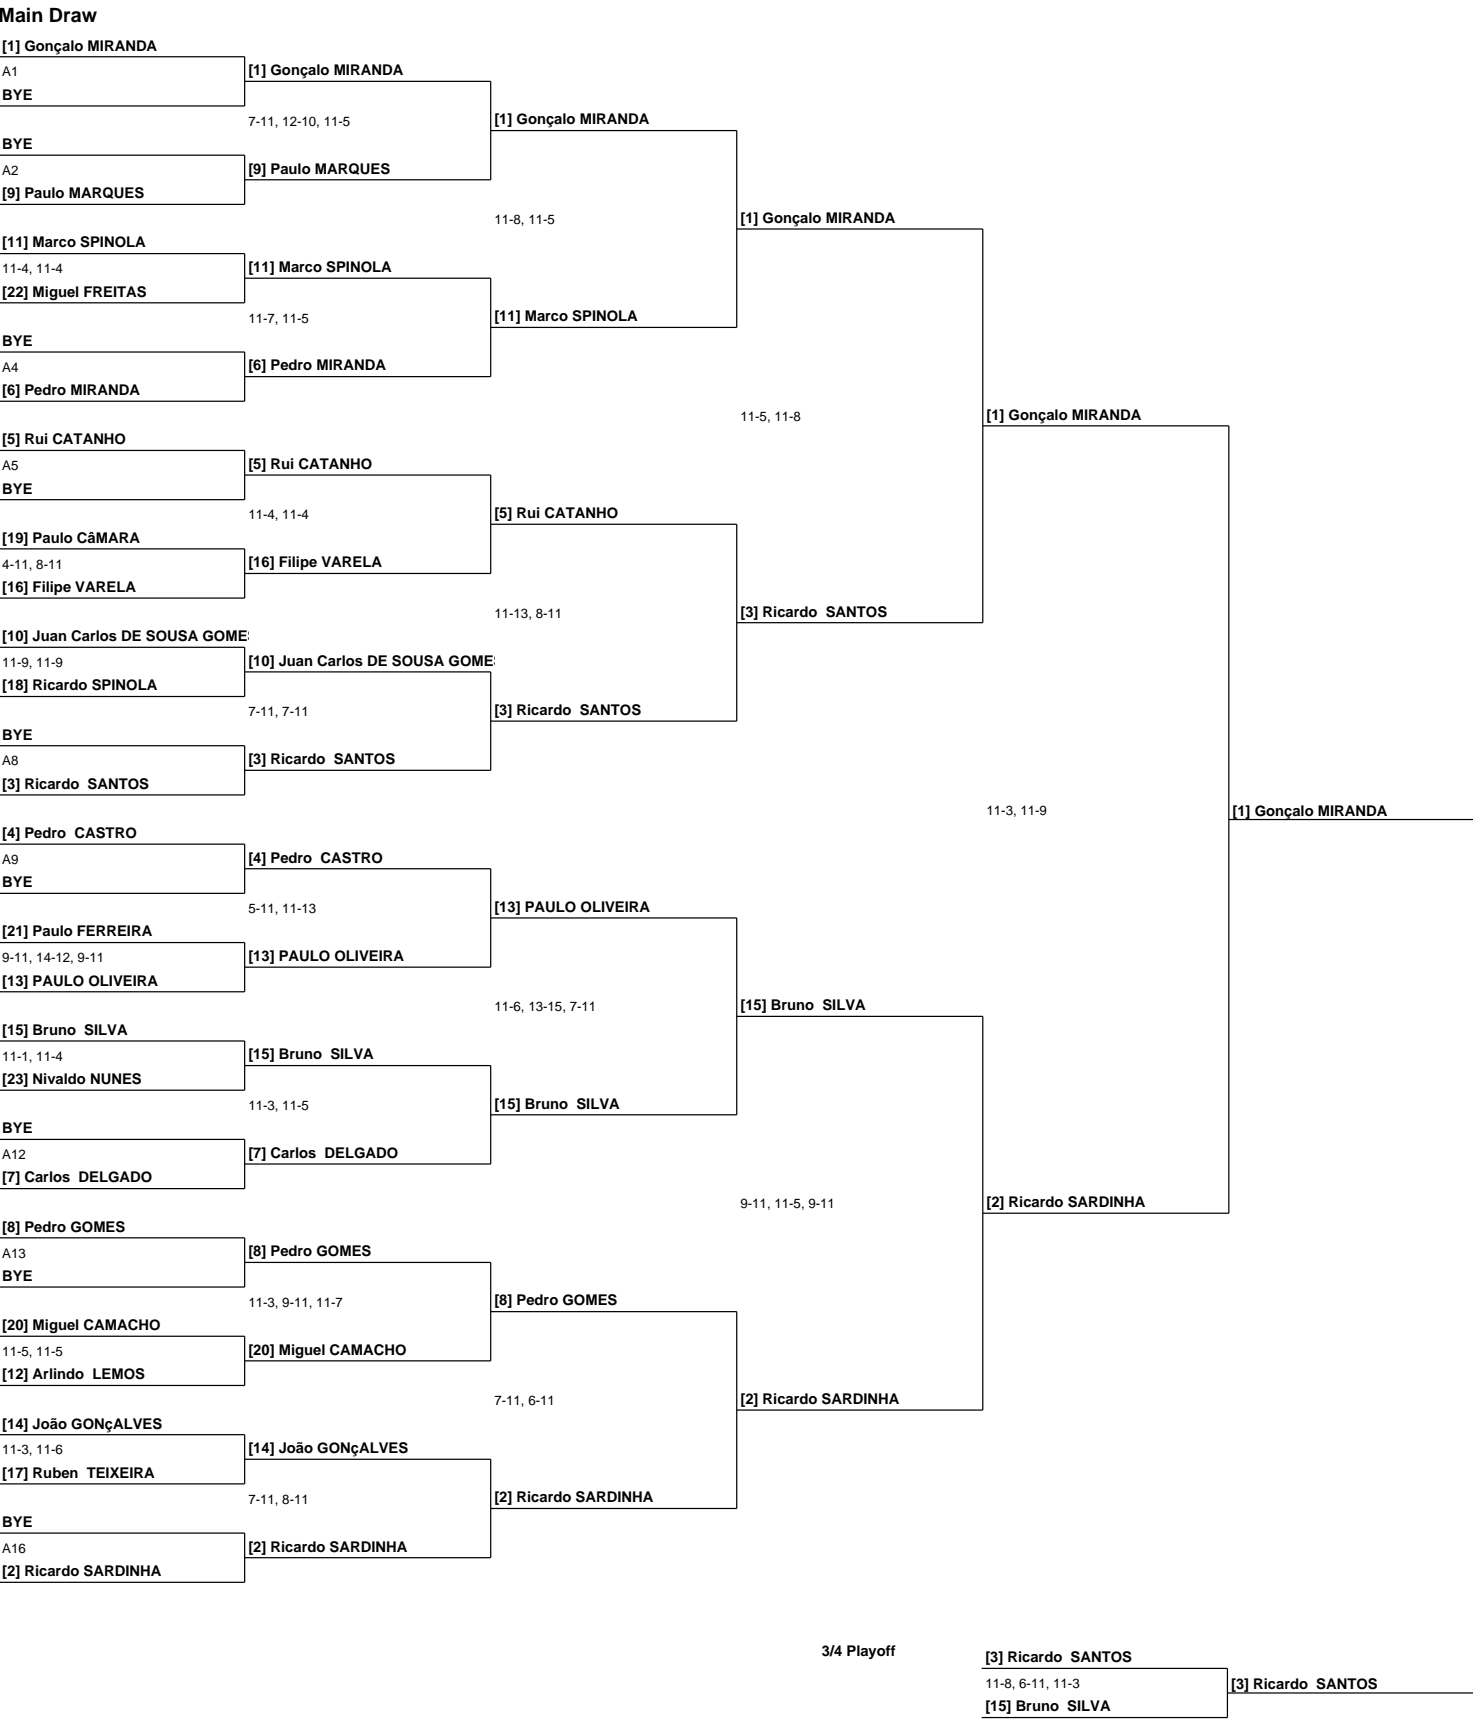 Main Draw
[1] Gonçalo MIRANDA
A1
BYE
BYE
A2
[9] Paulo MARQUES
[11] Marco SPINOLA
11-4, 11-4
[22] Miguel FREITAS
BYE
A4
[6] Pedro MIRANDA
[5] Rui CATANHO
A5
BYE
[19] Paulo CâMARA
4-11, 8-11
[16] Filipe VARELA
[10] Juan Carlos DE SOUSA GOME
11-9, 11-9
[18] Ricardo SPINOLA
BYE
A8
[3] Ricardo SANTOS
[4] Pedro CASTRO
A9
BYE
[21] Paulo FERREIRA
9-11, 14-12, 9-11
[13] PAULO OLIVEIRA
[15] Bruno SILVA
11-1, 11-4
[23] Nivaldo NUNES
BYE
A12
[7] Carlos DELGADO
[8] Pedro GOMES
A13
BYE
[20] Miguel CAMACHO
11-5, 11-5
[12] Arlindo LEMOS
[14] João GONçALVES
11-3, 11-6
[17] Ruben TEIXEIRA
BYE
A16
[2] Ricardo SARDINHA
[1] Gonçalo MIRANDA
7-11, 12-10, 11-5
[9] Paulo MARQUES
[11] Marco SPINOLA
11-7, 11-5
[6] Pedro MIRANDA
[5] Rui CATANHO
11-4, 11-4
[16] Filipe VARELA
[10] Juan Carlos DE SOUSA GOME
7-11, 7-11
[3] Ricardo SANTOS
[4] Pedro CASTRO
5-11, 11-13
[13] PAULO OLIVEIRA
[15] Bruno SILVA
11-3, 11-5
[7] Carlos DELGADO
[8] Pedro GOMES
11-3, 9-11, 11-7
[20] Miguel CAMACHO
[14] João GONçALVES
7-11, 8-11
[2] Ricardo SARDINHA
[1] Gonçalo MIRANDA
11-8, 11-5
[11] Marco SPINOLA
[5] Rui CATANHO
11-13, 8-11
[3] Ricardo SANTOS
[13] PAULO OLIVEIRA
11-6, 13-15, 7-11
[15] Bruno SILVA
[8] Pedro GOMES
7-11, 6-11
[2] Ricardo SARDINHA
[1] Gonçalo MIRANDA
11-5, 11-8
[3] Ricardo SANTOS
[15] Bruno SILVA
9-11, 11-5, 9-11
[2] Ricardo SARDINHA
[1] Gonçalo MIRANDA
11-3, 11-9
[2] Ricardo SARDINHA
[1] Gonçalo MIRANDA
3/4 Playoff
[3] Ricardo SANTOS
11-8, 6-11, 11-3
[15] Bruno SILVA
[3] Ricardo SANTOS